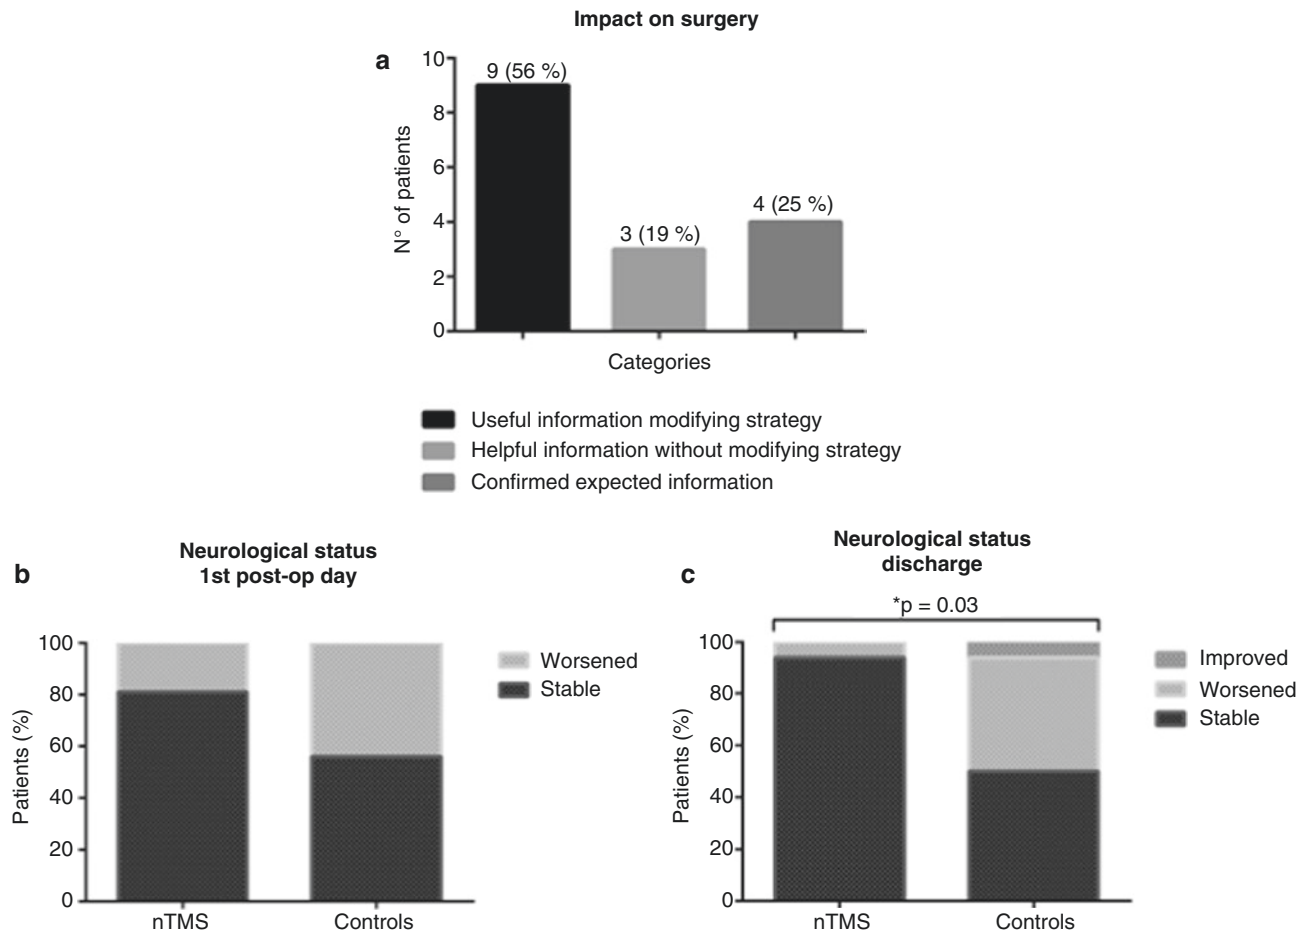 Impact on surgery
a
10
8
6
4
2
0
N° of patients
9 (56 %)
3 (19 %)
4 (25 %)
Categories
Useful information modifying strategy
Helpful information without modifying strategy
Confirmed expected information
b
Neurological status
1st post-op day
100
80
60
40
20
0
Patients (%)
nTMS
Controls
Worsened
Stable
c
Neurological status
discharge
*p = 0.03
100
80
60
40
20
0
Patients (%)
nTMS
Controls
Improved
Worsened
Stable